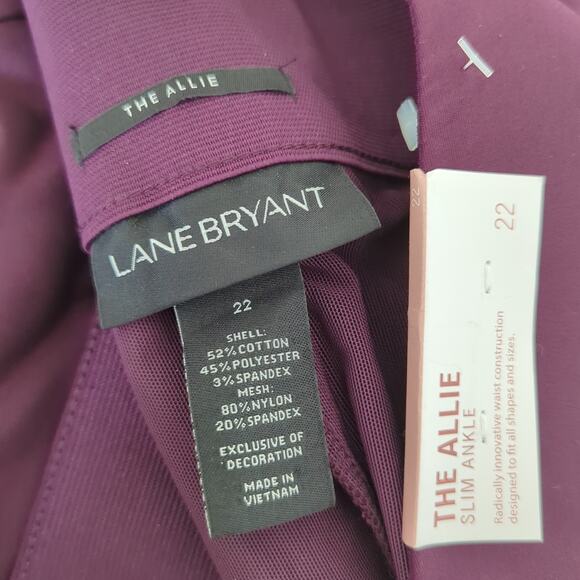 THE ALLIE
LANE BRYANT
22
SHELL:
52%COTTON
45%POLYESTER
3%SPANDEX
MESH:
80%NYLON
20%SPANDEX
EXCLUSIVE OF
DECORATION
MADE IN
VIETNAM
22
22
THE ALLIE
SLIM ANKLE
Radically innovative waist construction
designed to fit all shapes and sizes.